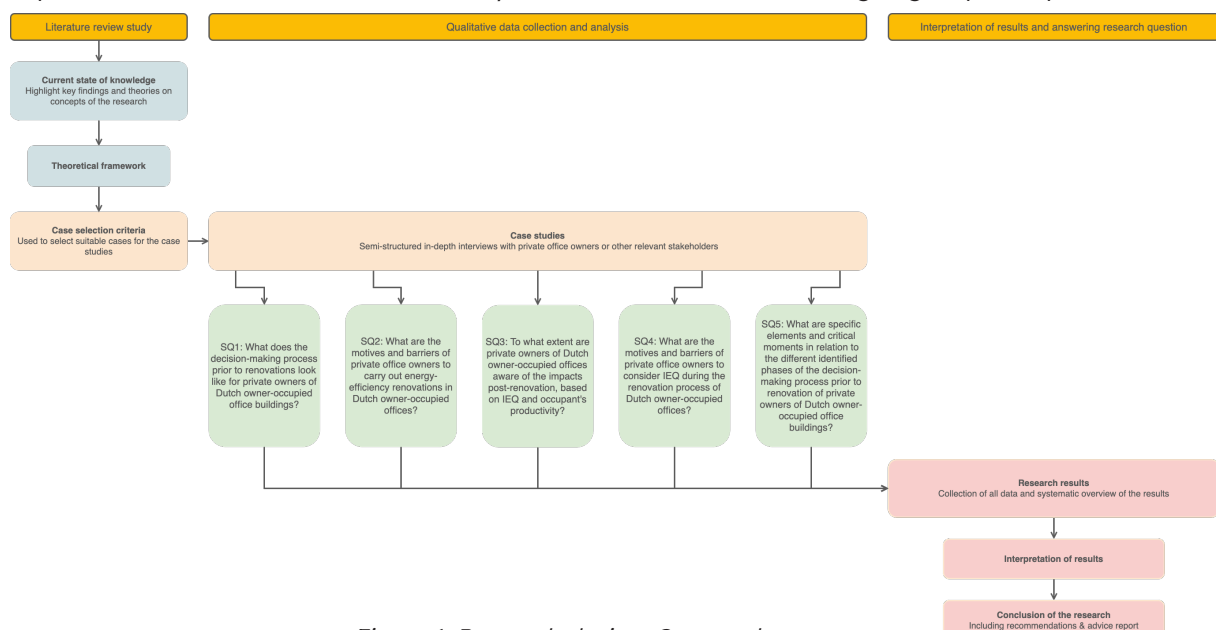 Literature review study
Qualitative data collection and analysis
Interpretation of results and answering research question
Current state of knowledge
Highlight key findings and theories on
concepts of the research
Theoretical framework
Case selection criteria
Used to select suitable cases for the case
studies
Case studies
Semi-structured in-depth interviews with private office owners or other relevant stakeholders
SQ1: What does the
decision-making process
prior to renovations look
like for private owners of
Dutch owner-occupied
office buildings?
SQ2: What are the
motives and barriers of
private office owners to
carry out energy-
efficiency renovations in
Dutch owner-occupied
offices?
SQ3: To what extent are
private owners of Dutch
owner-occupied offices
aware of the impacts
post-renovation, based
on IEQ and occupant's
productivity?
SQ4: What are the
motives and barriers of
private office owners to
consider IEQ during the
renovation process of
Dutch owner-occupied
offices?
SQ5: What are specific
elements and critical
moments in relation to
the different identified
phases of the decision-
making process prior to
renovation of private
owners of Dutch owner-
occupied office
buildings?
Research results
Collection of all data and systematic overview of the results
Interpretation of results
Conclusion of the research
Including recommendations & advice report